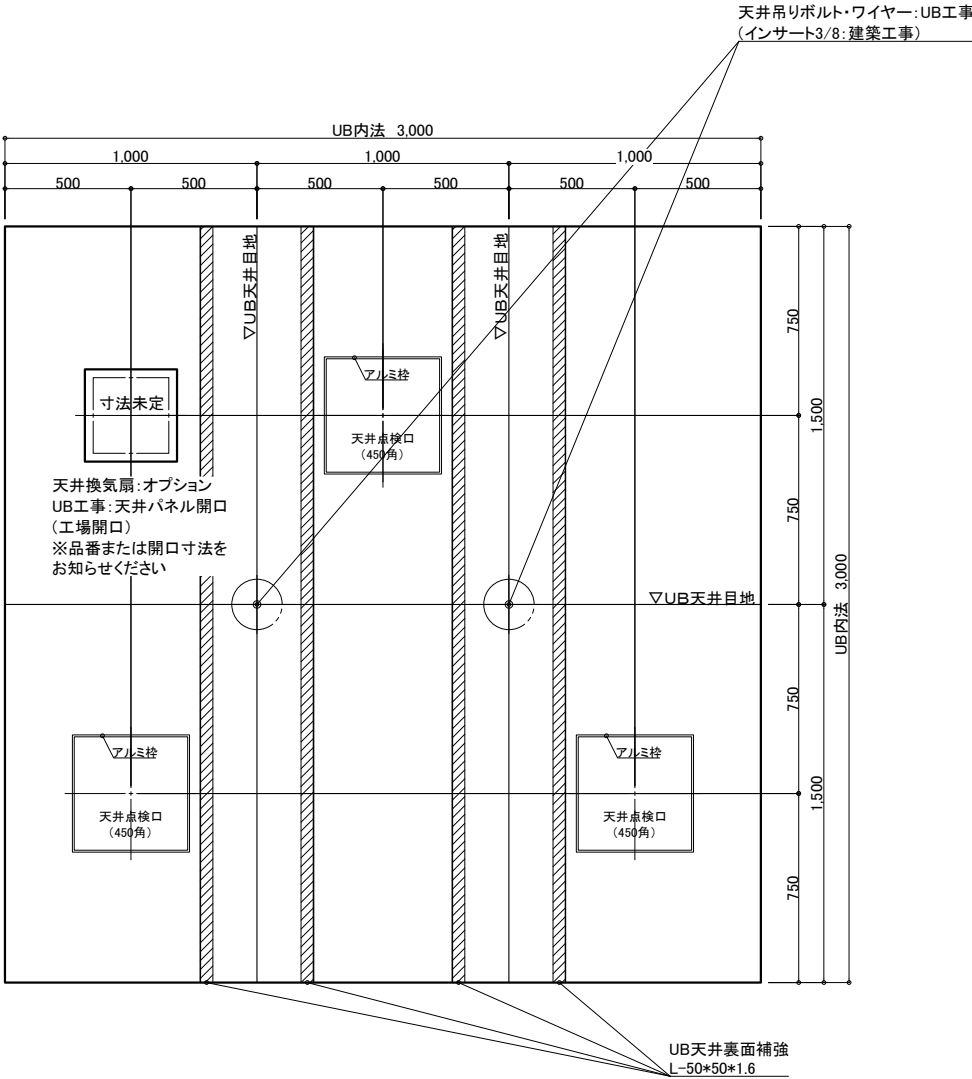 天井吊りボルト・ワイヤー:UB工事
(インサート3/8:建築工事)
UB内法 3,000
1,000
1,000
1,000
500
500
500
500
500
500
▽UB天井目地
▽UB天井目地
750
アルミ枠
寸法未定
1,500
天井点検口
(450角)
天井換気扇:オプション
UB工事:天井パネル開口
(工場開口)
※品番または開口寸法を
お知らせください
750
▽UB天井目地
UB内法 3,000
750
アルミ枠
アルミ枠
1,500
天井点検口
(450角)
天井点検口
(450角)
750
UB天井裏面補強
L-50*50*1.6